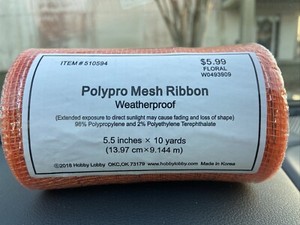 ITEM # 510594
$5.99
FLORAL
W0493909
Polypro Mesh Ribbon
Weatherproof
(Extended exposure to direct sunlight may cause fading and loss of shape)
98% Polypropylene and 2% Polyethylene Terephthalate
5.5 inches × 10 yards
(13.97 cm×9.144 m)
©2018 Hobby Lobby OKC,OK.73179 www.hobbylobby.com Made in Korea